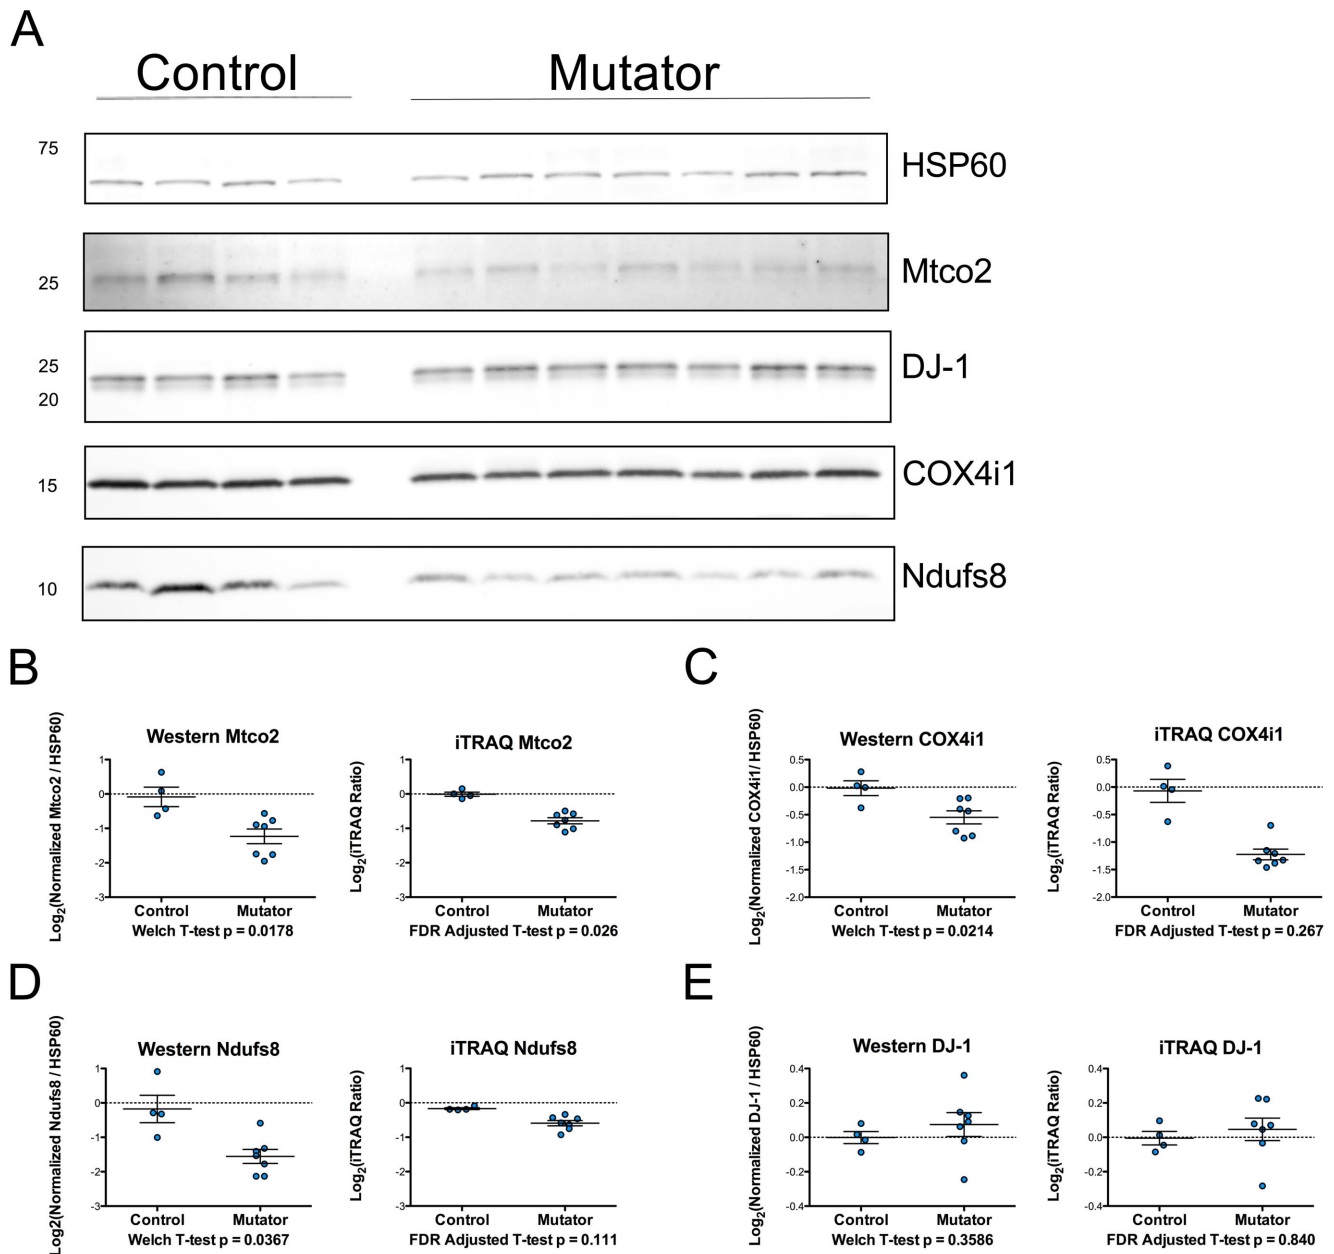 A
Control Mutator
75
HSP60
Mtco2
25
25
DJ-1
20
COX4i1
15
Ndufs8
10
B
Western Mtco2
Log2(Normalized Mtco2 / HSP60)
1
0
-1
-2
-3
Control Mutator
Welch T-test p = 0.0178
iTRAQ Mtco2
Log2(iTRAQ Ratio)
1
0
-1
-2
-3
Control Mutator
FDR Adjusted T-test p = 0.026
C
Western COX4i1
Log2(Normalized COX4i1/ HSP60)
0.5
0.0
-0.5
-1.0
-1.5
-2.0
Control Mutator
Welch T-test p = 0.0214
iTRAQ COX4i1
Log2(iTRAQ Ratio)
0.5
0.0
-0.5
-1.0
-1.5
-2.0
Control Mutator
FDR Adjusted T-test p = 0.267
D
Western Ndufs8
Log2(Normalized Ndufs8 / HSP60)
1
0
-1
-2
-3
Control Mutator
Welch T-test p = 0.0367
iTRAQ Ndufs8
Log2(iTRAQ Ratio)
1
0
-1
-2
-3
Control Mutator
FDR Adjusted T-test p = 0.111
E
Western DJ-1
Log2(Normalized DJ-1 / HSP60)
0.4
0.2
0.0
-0.2
-0.4
Control Mutator
Welch T-test p = 0.3586
iTRAQ DJ-1
Log2(iTRAQ Ratio)
0.4
0.2
0.0
-0.2
-0.4
Control Mutator
FDR Adjusted T-test p = 0.840